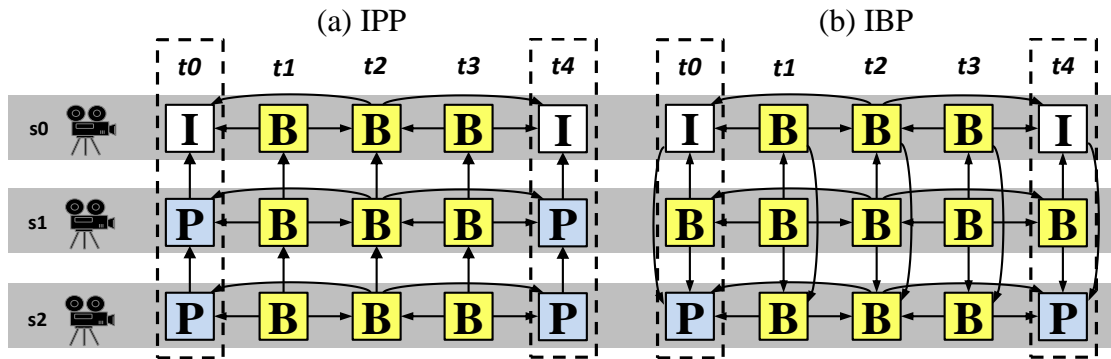 (a) IPP (b) IBP
t0 t1 t2 t3 t4 t0 t1 t2 t3 t4
s0 I B B B I I B B B I
s1 P B B B P B B B B B
s2 P B B B P P B B B P